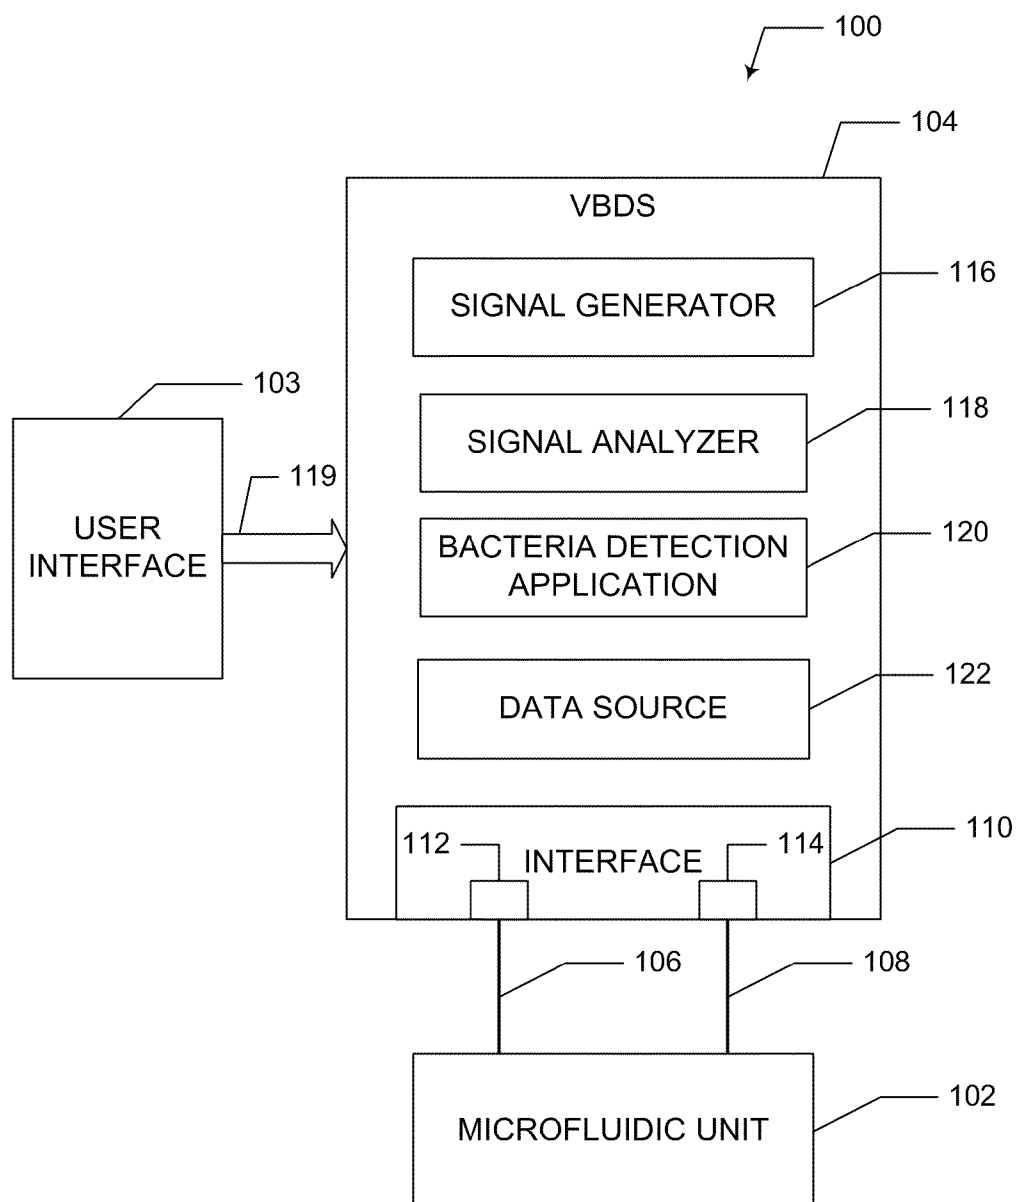 100
104
VBDS
SIGNAL GENERATOR
116
103
SIGNAL ANALYZER
118
119
USER
INTERFACE
BACTERIA DETECTION
APPLICATION
120
DATA SOURCE
122
112
INTERFACE
114
110
106
108
MICROFLUIDIC UNIT
102